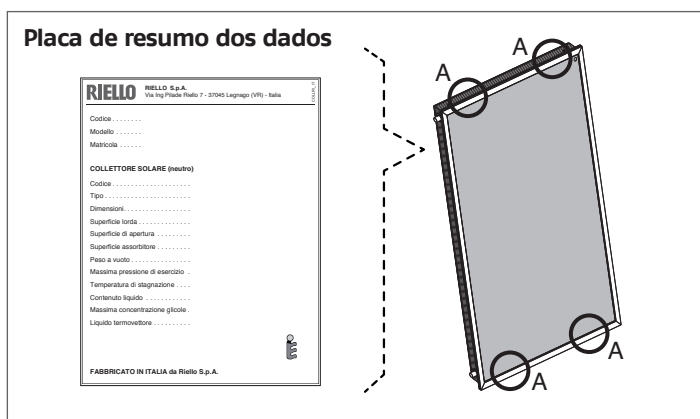 Placa de resumo dos dados
RIELLO
RIELLO S.p.A.
Via Ing Pilade Riello 7 - 37045 Legnago (VR) - Italia
Codice . . . . . . . .
Modello . . . . . . .
Matricola . . . . . .
COLLETTORE SOLARE (neutro)
Codice . . . . . . . . . . . . . . . . . . . .
Tipo . . . . . . . . . . . . . . . . . . . . . .
Dimensioni. . . . . . . . . . . . . . . . .
Superficie lorda . . . . . . . . . . . . .
Superficie di apertura . . . . . . . . .
Superficie assorbitore . . . . . . . .
Peso a vuoto . . . . . . . . . . . . . . .
Massima pressione di esercizio .
Temperatura di stagnazione . . . .
Contenuto liquido . . . . . . . . . . . .
Massima concentrazione glicole .
Liquido termovettore . . . . . . . . . .
FABBRICATO IN ITALIA da Riello S.p.A.
A
A
A
A